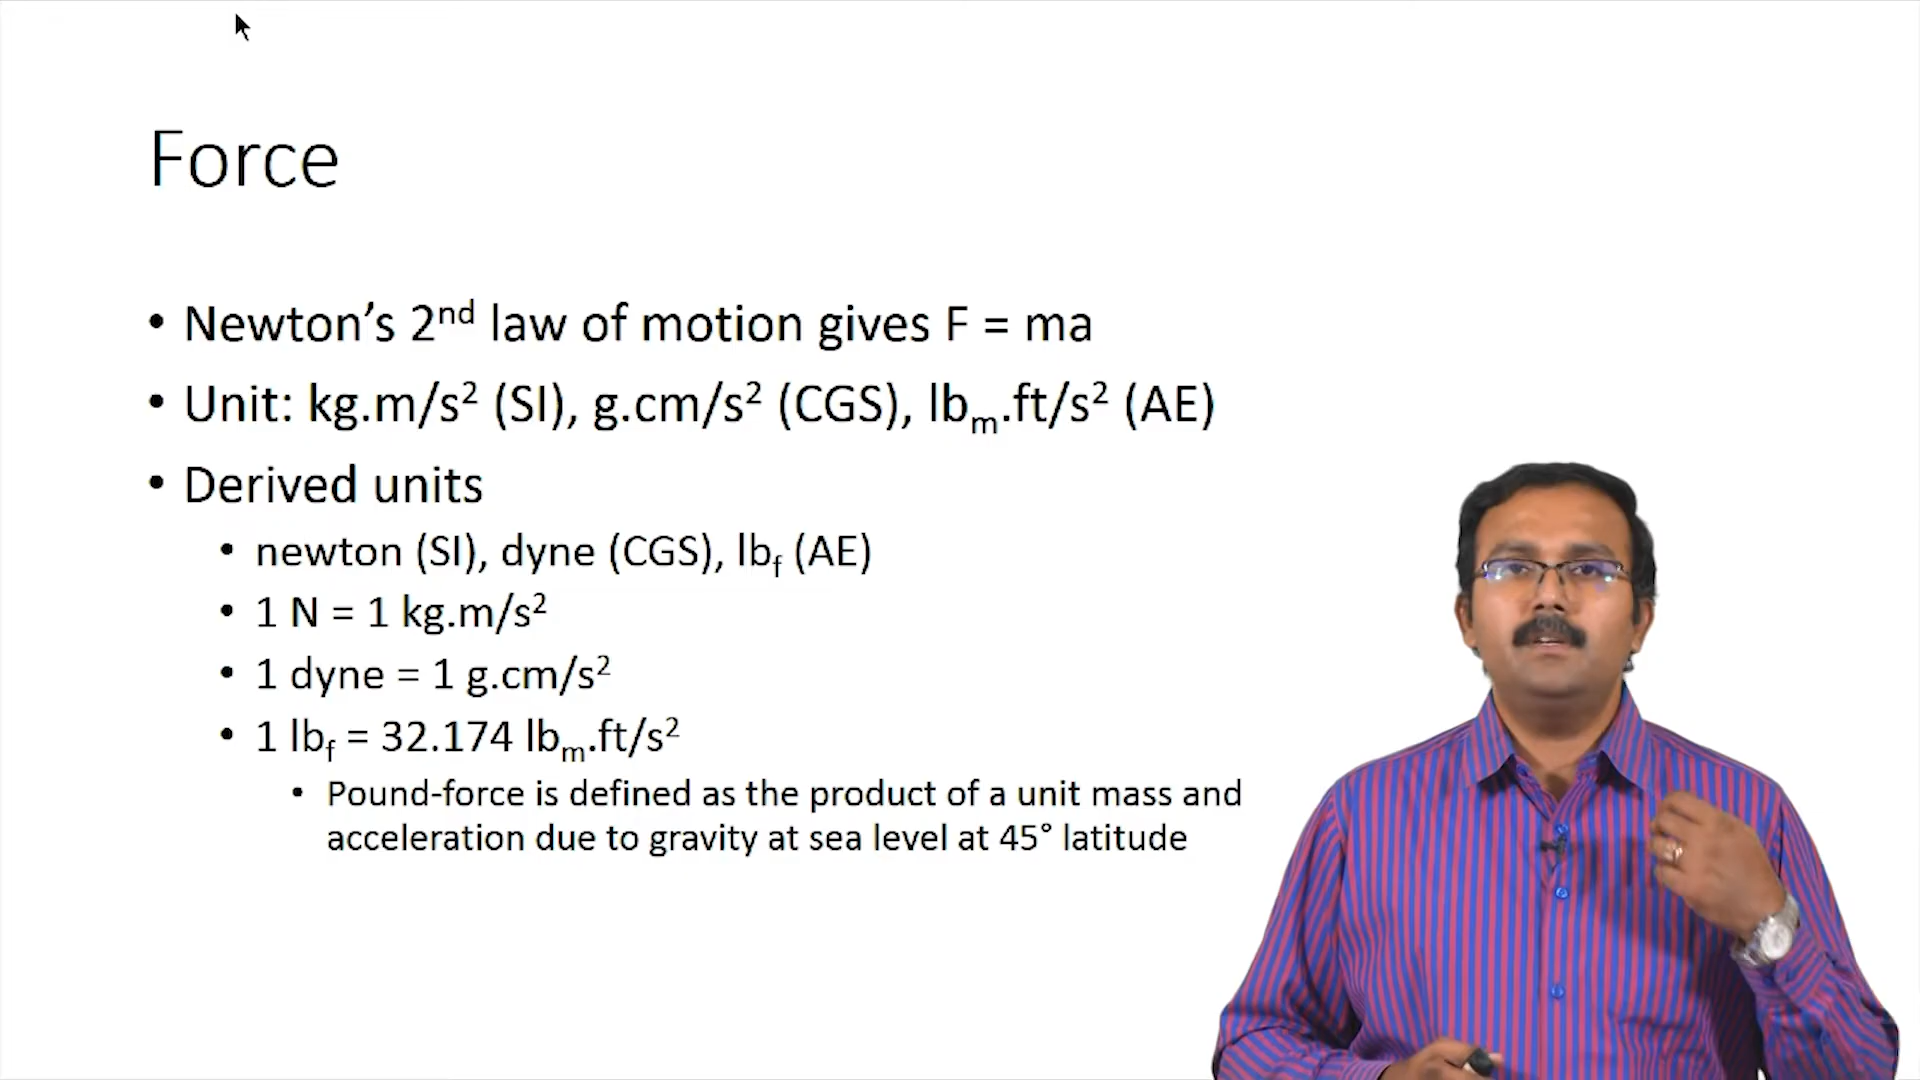 Force
• Newton’s 2ⁿᵈ law of motion gives F = ma
• Unit: kg.m/s² (SI), g.cm/s² (CGS), lbₘ.ft/s² (AE)
• Derived units
• newton (SI), dyne (CGS), lb_f (AE)
• 1 N = 1 kg.m/s²
• 1 dyne = 1 g.cm/s²
• 1 lb_f = 32.174 lbₘ.ft/s²
• Pound-force is defined as the product of a unit mass and
acceleration due to gravity at sea level at 45° latitude